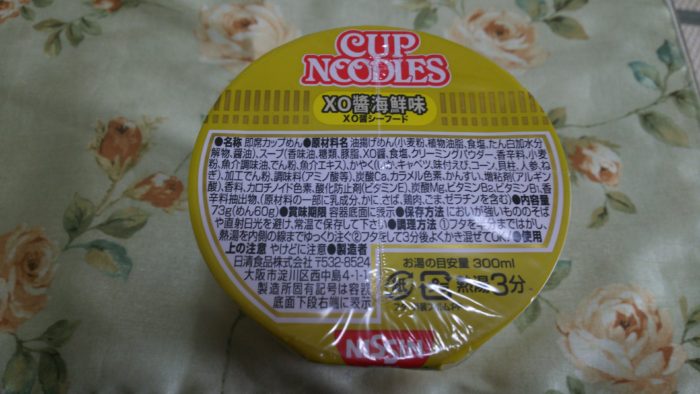 CUP
NOODLES
XO醬海鮮味
XO醤シーフード
●名称 即席カップめん●原材料名 油揚げめん(小麦粉,植物油脂,食塩,たん白加水分
解物,醤油),スープ(香味油,糖類,豚脂,XO醤,食塩,クリーミングパウダー,香辛料,小麦
粉,魚介調味油,でん粉,魚介エキス),かやく(いか,キャベツ,味付えび,コーン,貝柱,人参,ね
ぎ),加工でん粉,調味料(アミノ酸等),炭酸Ca,カラメル色素,かんすい,増粘剤(アルギン
酸),香料,カロチノイド色素,酸化防止剤(ビタミンE),炭酸Mg,ビタミンB2,ビタミンB1,香
辛料抽出物,(原材料の一部に乳成分,かに,さば,鶏肉,ごま,ゼラチンを含む)●内容量
73g(めん60g)●賞味期限 容器底面に表示●保存方法 においが強いもののそば
や直射日光を避け,常温で保存して下さい●調理方法 ①フタを半分まではがし,
熱湯を内側の線までゆっくり注ぐ②フタをして3分後よくかき混ぜてOK!●使用
上の注意 やけどに注意●製造者
日清食品株式会社 〒532-8524
大阪市淀川区西中島4-1-1
製造所固有記号は容器
底面下段右端に表示
お湯の目安量 300ml
熱湯3分
紙 プラ
NISSIN